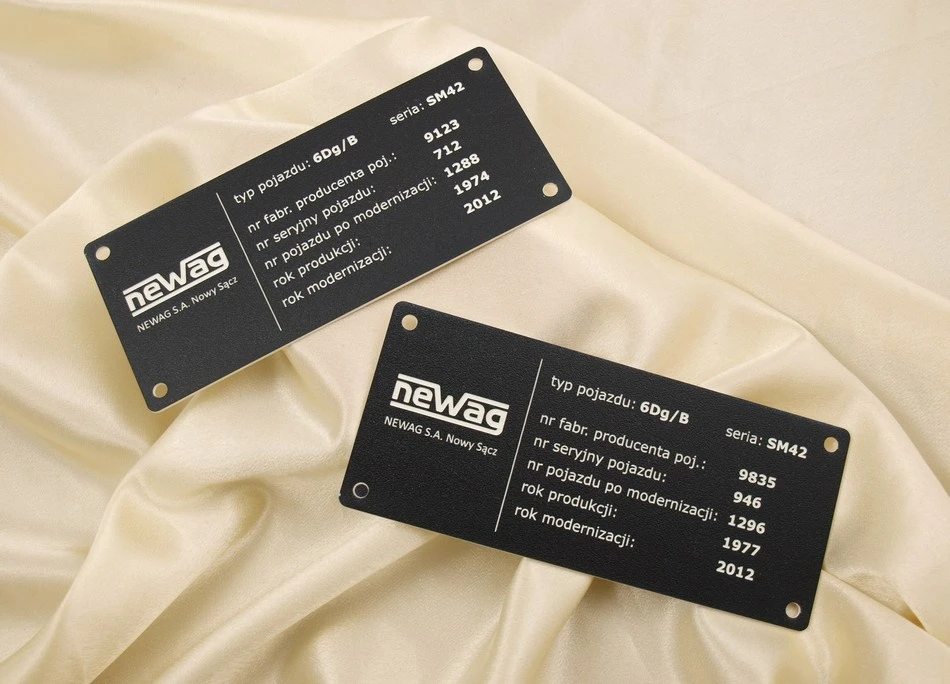 newag
NEWAG S.A. Nowy Sącz
typ pojazdu: 6Dg/B seria: SM42
nr fabr. producenta poj.: 9123
nr seryjny pojazdu: 712
nr pojazdu po modernizacji: 1288
rok produkcji: 1974
rok modernizacji: 2012
newag
NEWAG S.A. Nowy Sącz
typ pojazdu: 6Dg/B seria: SM42
nr fabr. producenta poj.: 9835
nr seryjny pojazdu: 946
nr pojazdu po modernizacji: 1296
rok produkcji: 1977
rok modernizacji: 2012